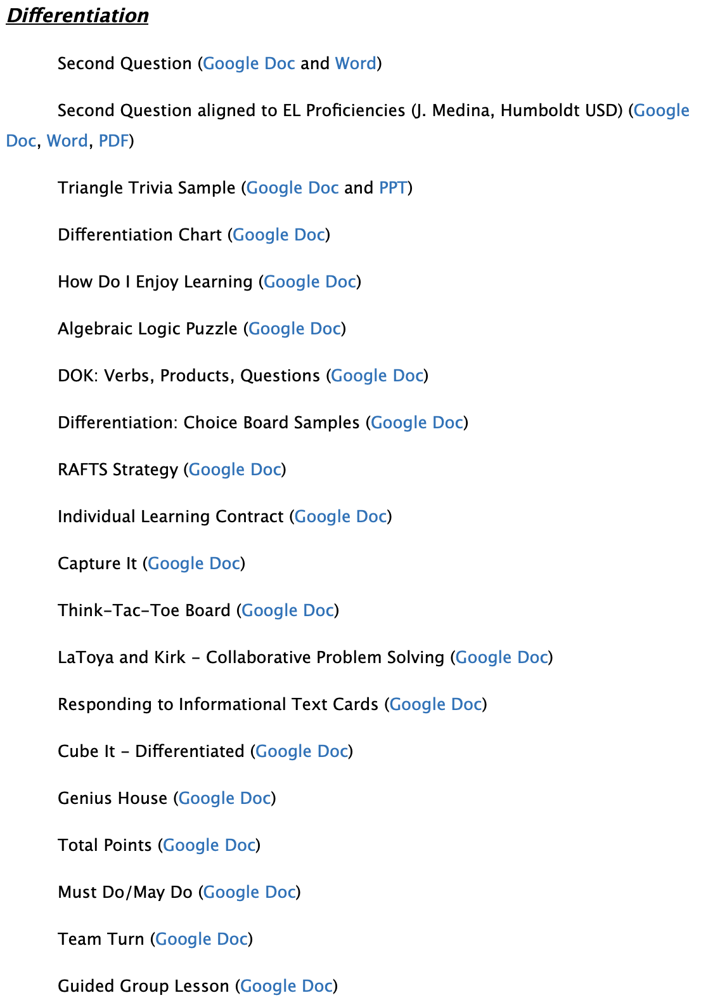 Differentiation
Second Question (Google Doc and Word)
Second Question aligned to EL Proficiencies (J. Medina, Humboldt USD) (Google
Doc, Word, PDF)
Triangle Trivia Sample (Google Doc and PPT)
Differentiation Chart (Google Doc)
How Do I Enjoy Learning (Google Doc)
Algebraic Logic Puzzle (Google Doc)
DOK: Verbs, Products, Questions (Google Doc)
Differentiation: Choice Board Samples (Google Doc)
RAFTS Strategy (Google Doc)
Individual Learning Contract (Google Doc)
Capture It (Google Doc)
Think-Tac-Toe Board (Google Doc)
LaToya and Kirk - Collaborative Problem Solving (Google Doc)
Responding to Informational Text Cards (Google Doc)
Cube It - Differentiated (Google Doc)
Genius House (Google Doc)
Total Points (Google Doc)
Must Do/May Do (Google Doc)
Team Turn (Google Doc)
Guided Group Lesson (Google Doc)